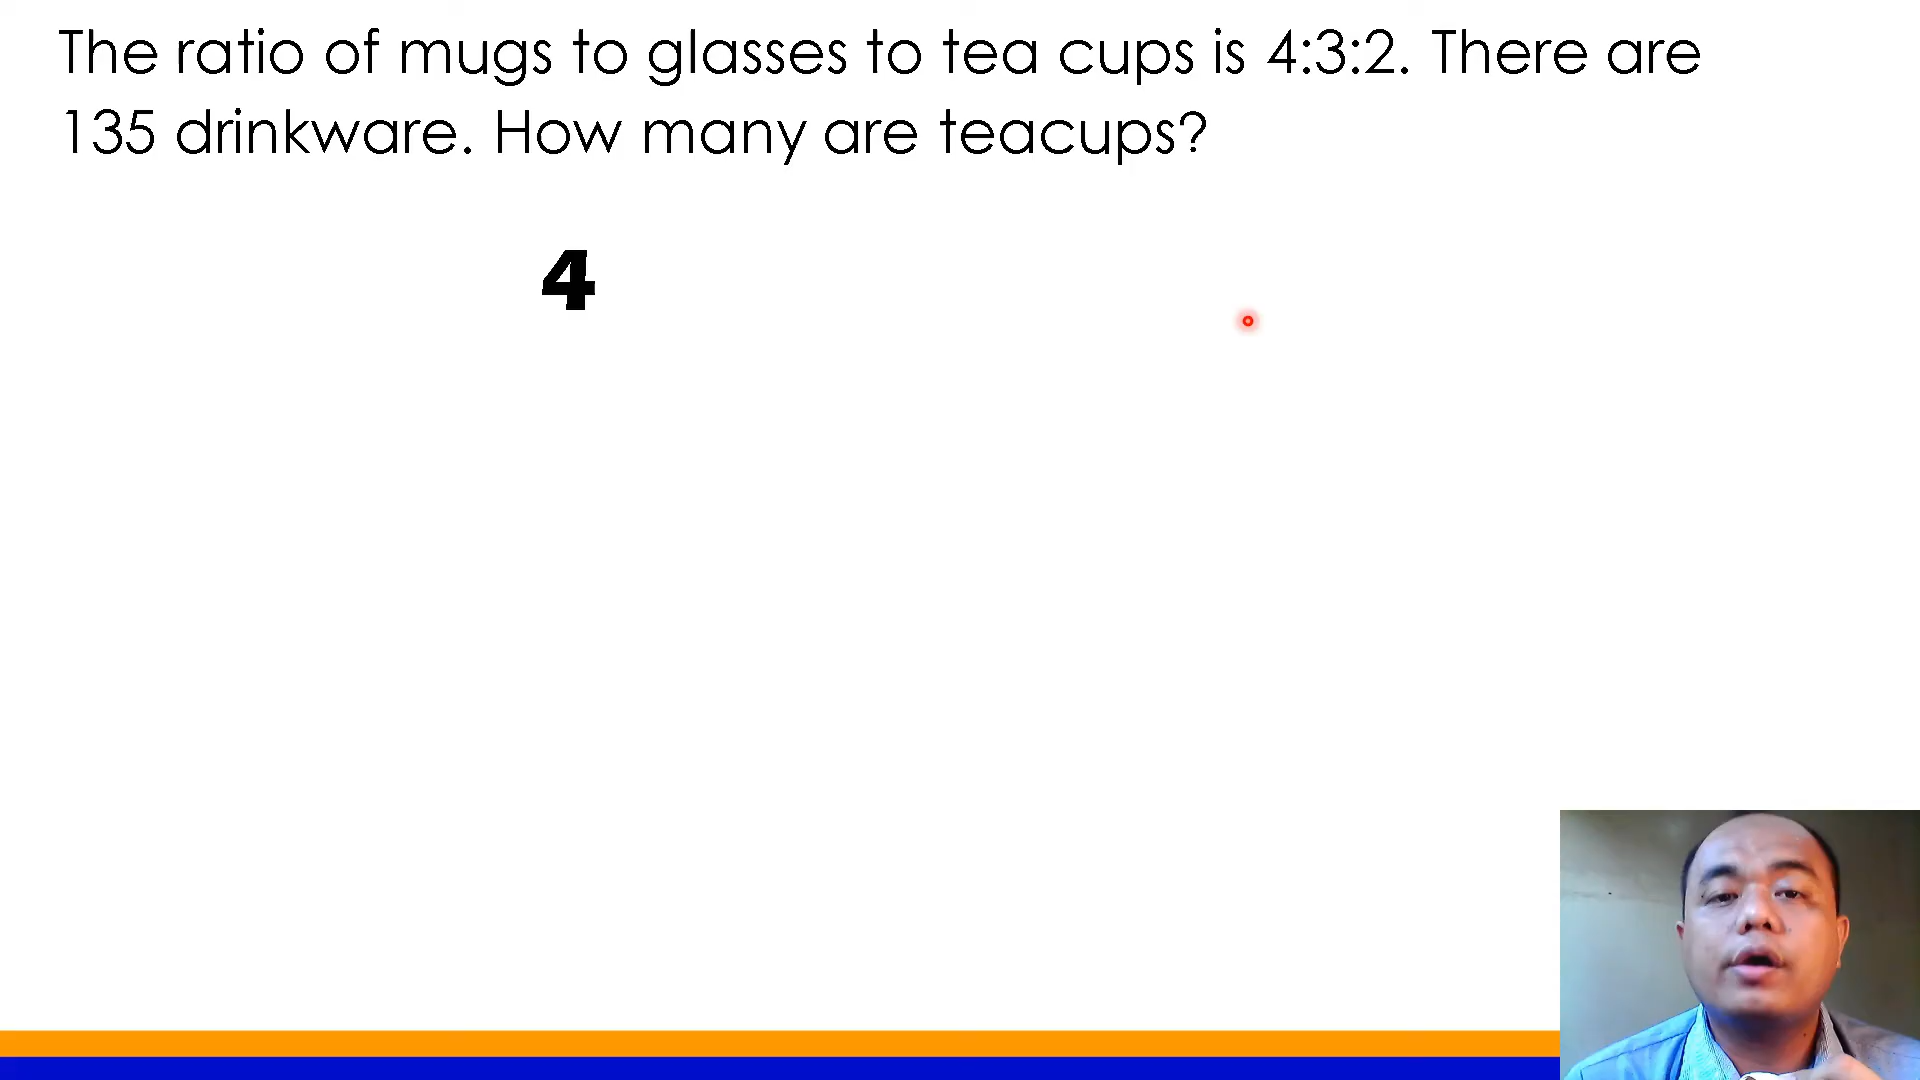 The ratio of mugs to glasses to tea cups is 4:3:2. There are
135 drinkware. How many are teacups?
4